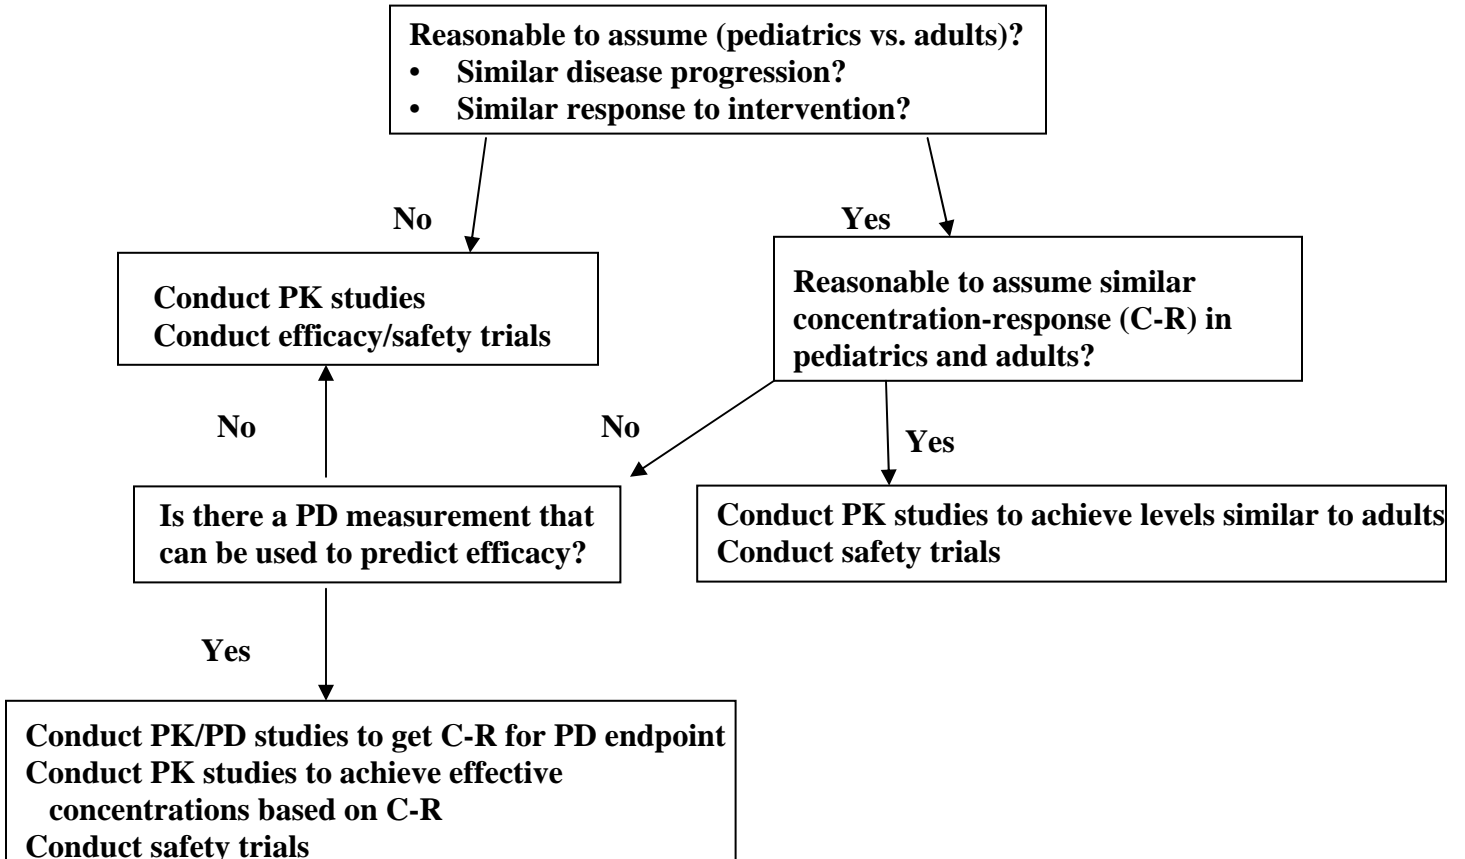 Reasonable to assume (pediatrics vs. adults)?
• Similar disease progression?
• Similar response to intervention?
No
Yes
Conduct PK studies
Conduct efficacy/safety trials
Reasonable to assume similar
concentration-response (C-R) in
pediatrics and adults?
No
No
Yes
Is there a PD measurement that
can be used to predict efficacy?
Conduct PK studies to achieve levels similar to adults
Conduct safety trials
Yes
Conduct PK/PD studies to get C-R for PD endpoint
Conduct PK studies to achieve effective
concentrations based on C-R
Conduct safety trials